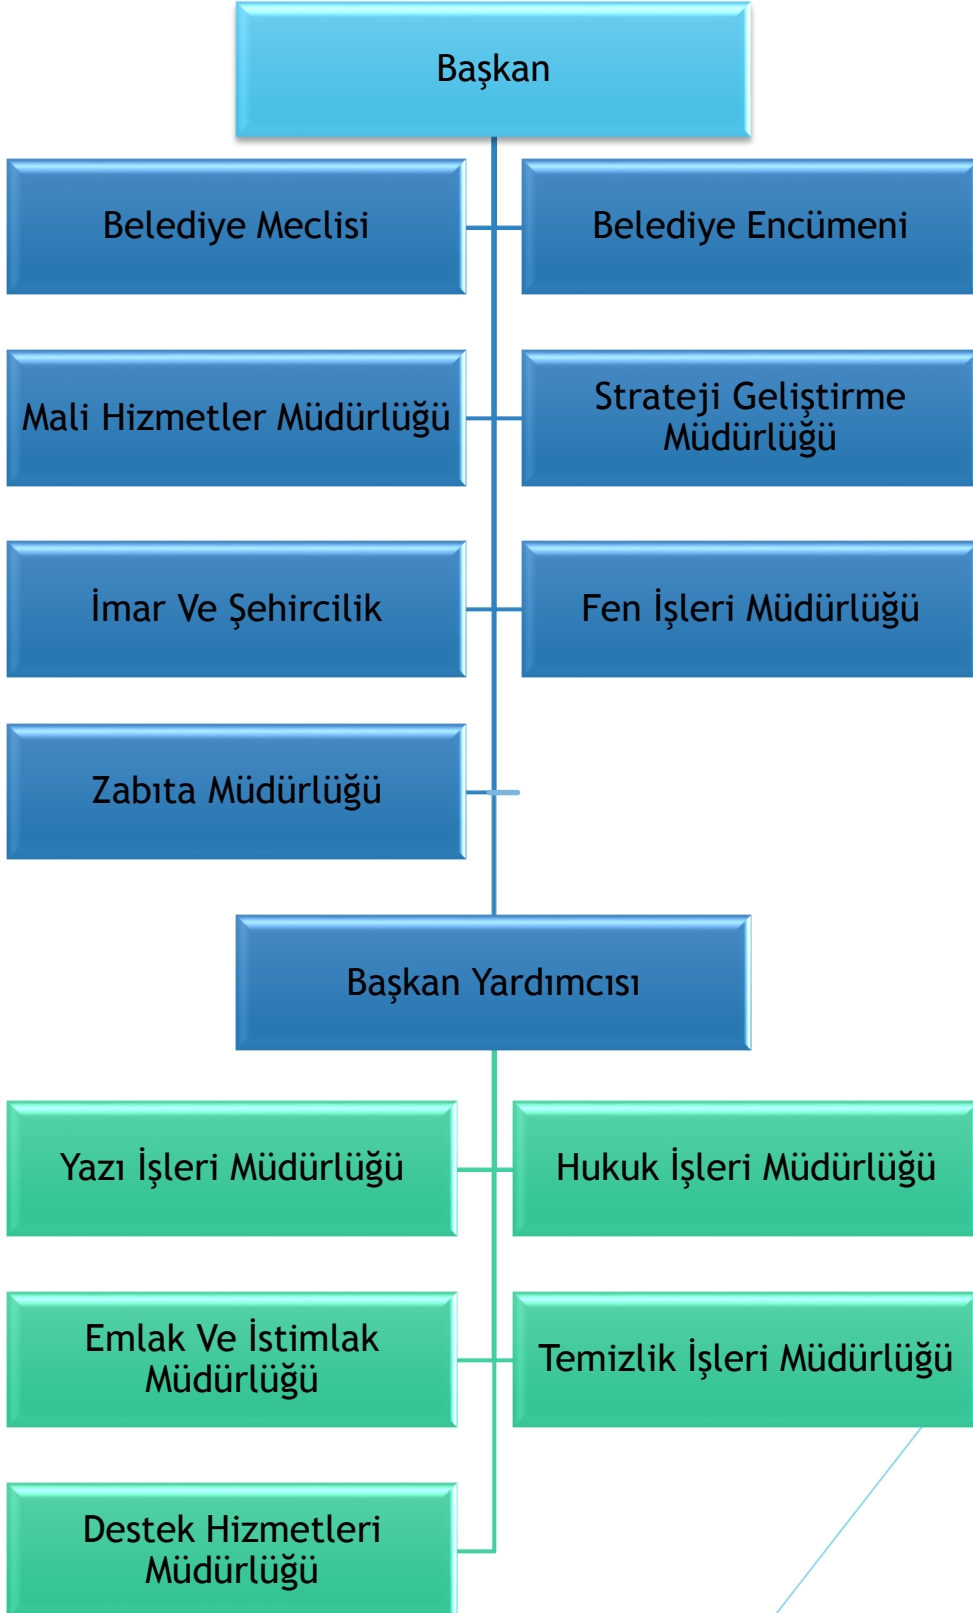 Başkan
Belediye Meclisi
Belediye Encümeni
Mali Hizmetler Müdürlüğü
Strateji Geliştirme
Müdürlüğü
İmar Ve Şehircilik
Fen İşleri Müdürlüğü
Zabıta Müdürlüğü
Başkan Yardımcısı
Yazı İşleri Müdürlüğü
Hukuk İşleri Müdürlüğü
Emlak Ve İstimlak
Müdürlüğü
Temizlik İşleri Müdürlüğü
Destek Hizmetleri
Müdürlüğü